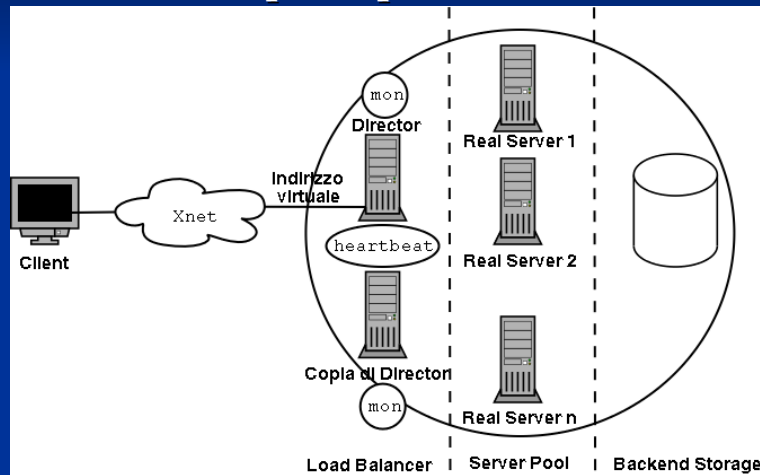 mon
Director
Real Server 1
Indirizzo
virtuale
Xnet
heartbeat
Client
Real Server 2
Copia di Director
mon
Real Server n
Load Balancer
Server Pool
Backend Storage